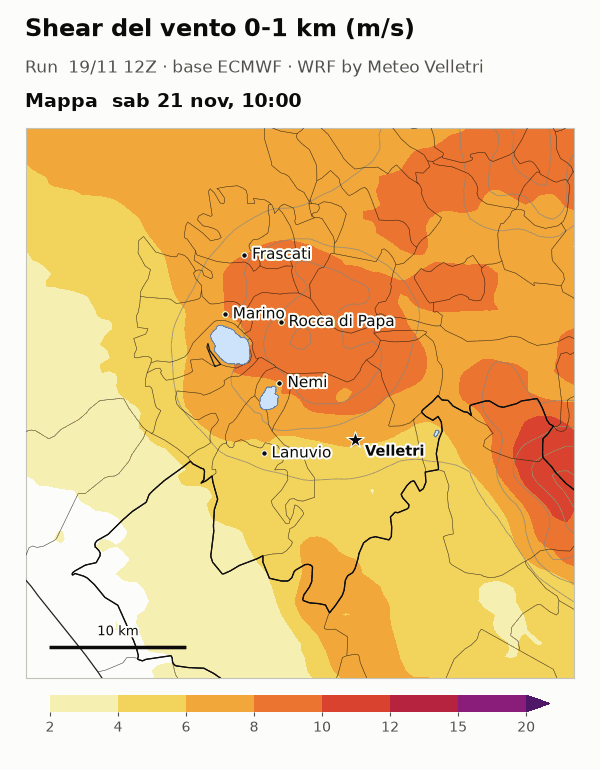 Shear del vento 0-1 km (m/s)
Run 19/11 12Z · base ECMWF · WRF by Meteo Velletri
Mappa sab 21 nov, 10:00
Frascati
Marino
Rocca di Papa
Nemi
Velletri
Lanuvio
10 km
2 4 6 8 10 12 15 20